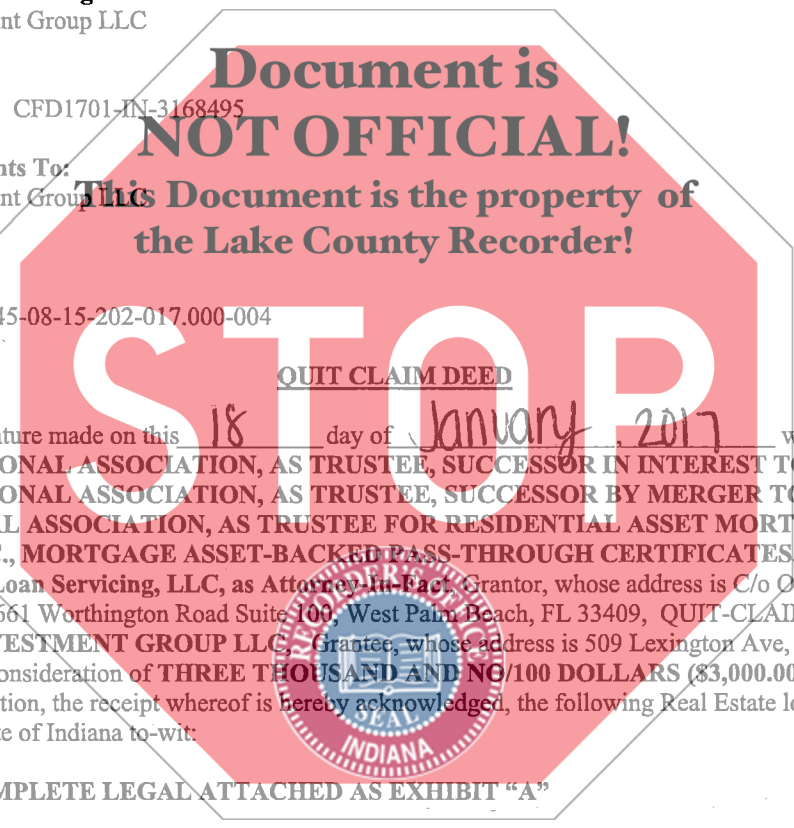 nt Group LLC
Document is
CFD1701-IN-3168495
NOT OFFICIAL!
nts To:
This Document is the property of
nt Group LLC
the Lake County Recorder!
45-08-15-202-017.000-004
STOP
QUIT CLAIM DEED
ture made on this 18 day of January, 2017 w
ONAL ASSOCIATION, AS TRUSTEE, SUCCESSOR IN INTEREST TO
ONAL ASSOCIATION, AS TRUSTEE, SUCCESSOR BY MERGER TO
L ASSOCIATION, AS TRUSTEE FOR RESIDENTIAL ASSET MORT
C., MORTGAGE ASSET-BACKED PASS-THROUGH CERTIFICATES,
Loan Servicing, LLC, as Attorney-In-Fact, Grantor, whose address is C/o O
661 Worthington Road Suite 100, West Palm Beach, FL 33409, QUIT-CLAIM
VESTMENT GROUP LLC, Grantee, whose address is 509 Lexington Ave,
onsideration of THREE THOUSAND AND NO/100 DOLLARS ($3,000.00
tion, the receipt whereof is hereby acknowledged, the following Real Estate lo
te of Indiana to-wit:
SEAL
INDIANA
MPLETE LEGAL ATTACHED AS EXHIBIT “A”